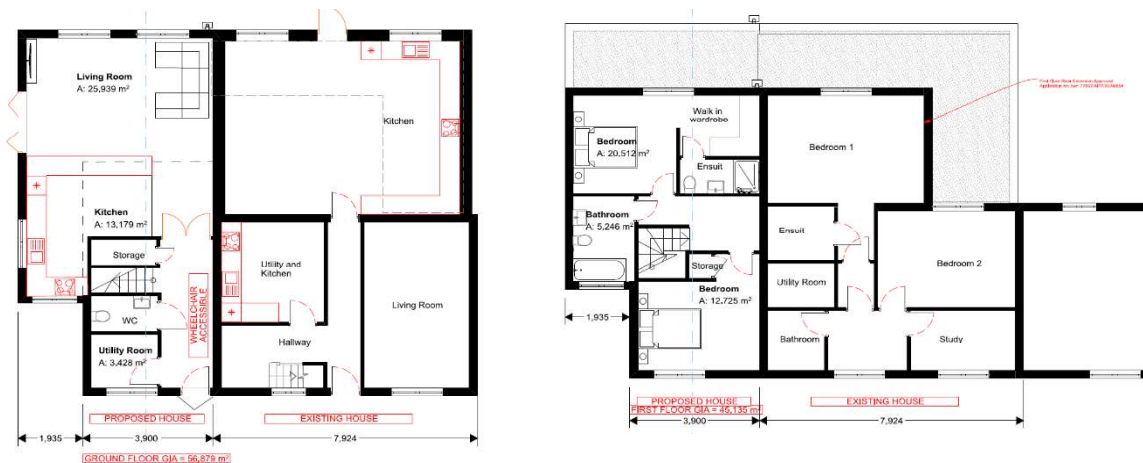 Living Room
A: 25,939 m²
Kitchen
Kitchen
A: 13,179 m²
Storage
WC
WHEELCHAIR
ACCESSIBLE
Utility Room
A: 3,428 m²
Utility and
Kitchen
Hallway
Living Room
PROPOSED HOUSE
EXISTING HOUSE
1,935
3,900
7,924
GROUND FLOOR GIA = 56,879 m²
Walk in
wardrobe
Bedroom
A: 20.512 m²
Ensuit
Bathroom
A: 5,246 m²
Storage
Bedroom
A: 12,725 m²
Bedroom 1
Ensuit
Utility Room
Bedroom 2
Bathroom
Study
1,935
PROPOSED HOUSE
FIRST FLOOR GIA = 45,135 m²
EXISTING HOUSE
3,900
7,924